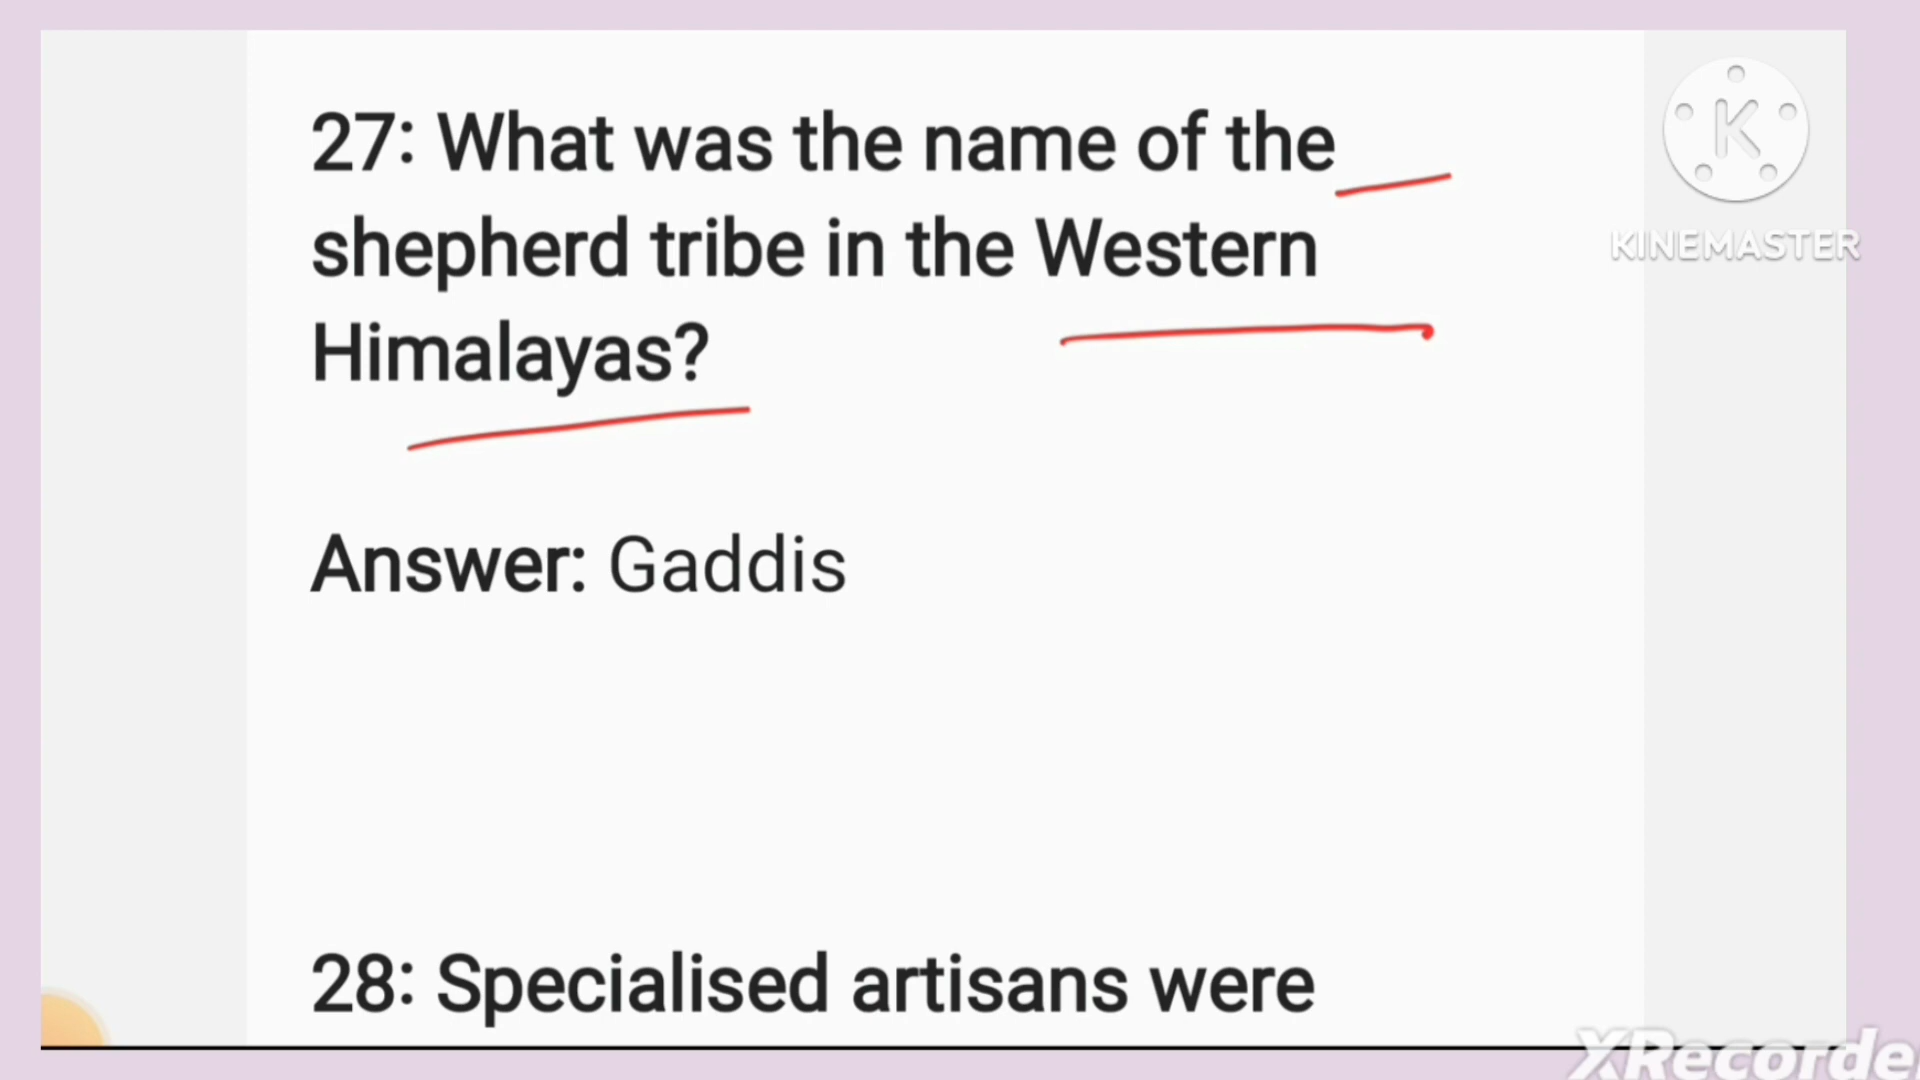 27: What was the name of the
shepherd tribe in the Western
Himalayas?
Answer: Gaddis
28: Specialised artisans were
K
KINEMASTER
XRecorde